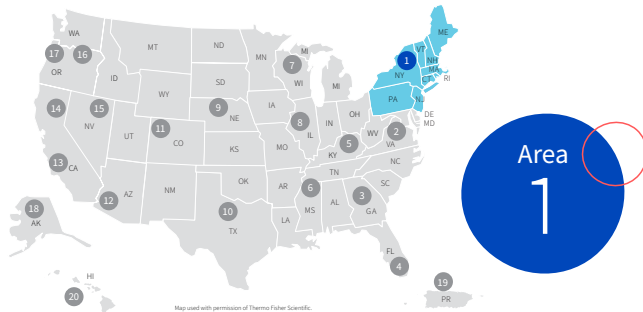 ME
WA
VT
MT
ND
NH
MN
MI
17
16
1
MA
7
NY
CT
RI
OR
ID
SD
WI
MI
WY
PA
NJ
14
15
9
IA
NE
8
OH
DE
NV
11
IL
IN
WV
2
MD
UT
CO
5
VA
KS
MO
KY
13
CA
NC
TN
OK
AR
6
SC
12
AZ
NM
3
18
10
MS
AL
GA
AK
TX
LA
FL
4
HI
19
20
PR
Map used with permission of Thermo Fisher Scientific.
Area
1